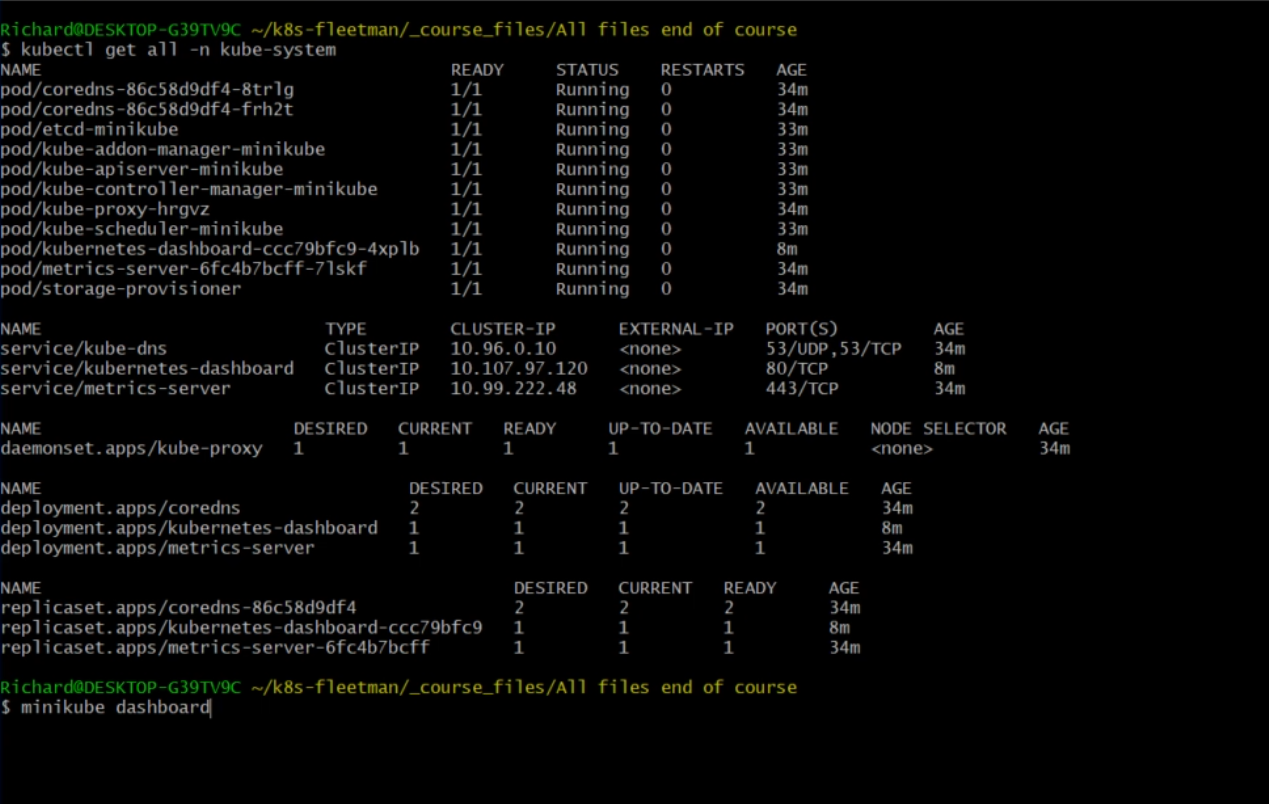 Richard@DESKTOP-G39TV9C ~/k8s-fleetman/_course_files/All files end of course
$ kubectl get all -n kube-system
NAME READY STATUS RESTARTS AGE
pod/coredns-86c58d9df4-8trlg 1/1 Running 0 34m
pod/coredns-86c58d9df4-frh2t 1/1 Running 0 34m
pod/etcd-minikube 1/1 Running 0 33m
pod/kube-addon-manager-minikube 1/1 Running 0 33m
pod/kube-apiserver-minikube 1/1 Running 0 33m
pod/kube-controller-manager-minikube 1/1 Running 0 33m
pod/kube-proxy-hrgvz 1/1 Running 0 34m
pod/kube-scheduler-minikube 1/1 Running 0 33m
pod/kubernetes-dashboard-ccc79bfc9-4xplb 1/1 Running 0 8m
pod/metrics-server-6fc4b7bcff-7lskf 1/1 Running 0 34m
pod/storage-provisioner 1/1 Running 0 34m
NAME TYPE CLUSTER-IP EXTERNAL-IP PORT(S) AGE
service/kube-dns ClusterIP 10.96.0.10 <none> 53/UDP,53/TCP 34m
service/kubernetes-dashboard ClusterIP 10.107.97.120 <none> 80/TCP 8m
service/metrics-server ClusterIP 10.99.222.48 <none> 443/TCP 34m
NAME DESIRED CURRENT READY UP-TO-DATE AVAILABLE NODE SELECTOR AGE
daemonset.apps/kube-proxy 1 1 1 1 1 <none> 34m
NAME DESIRED CURRENT UP-TO-DATE AVAILABLE AGE
deployment.apps/coredns 2 2 2 2 34m
deployment.apps/kubernetes-dashboard 1 1 1 1 8m
deployment.apps/metrics-server 1 1 1 1 34m
NAME DESIRED CURRENT READY AGE
replicaset.apps/coredns-86c58d9df4 2 2 2 34m
replicaset.apps/kubernetes-dashboard-ccc79bfc9 1 1 1 8m
replicaset.apps/metrics-server-6fc4b7bcff 1 1 1 34m
Richard@DESKTOP-G39TV9C ~/k8s-fleetman/_course_files/All files end of course
$ minikube dashboard